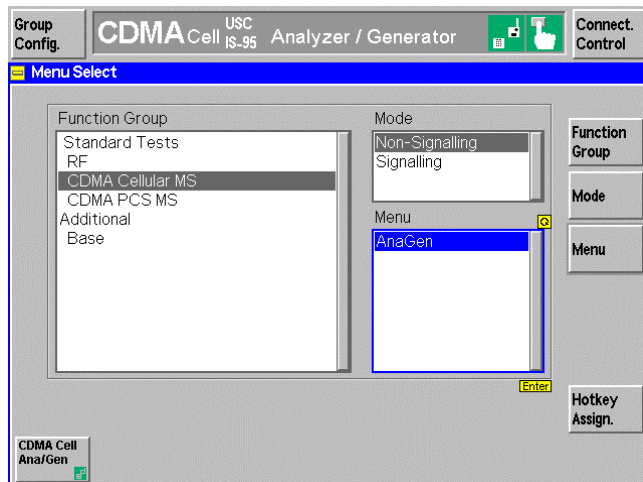 Group
Config.
CDMA Cell USC IS-95 Analyzer / Generator
Connect.
Control
Menu Select
Function Group
Standard Tests
RF
CDMA Cellular MS
CDMA PCS MS
Additional
Base
Mode
Non-Signalling
Signalling
Menu
AnaGen
Enter
Function
Group
Mode
Menu
Hotkey
Assign.
CDMA Cell
Ana/Gen